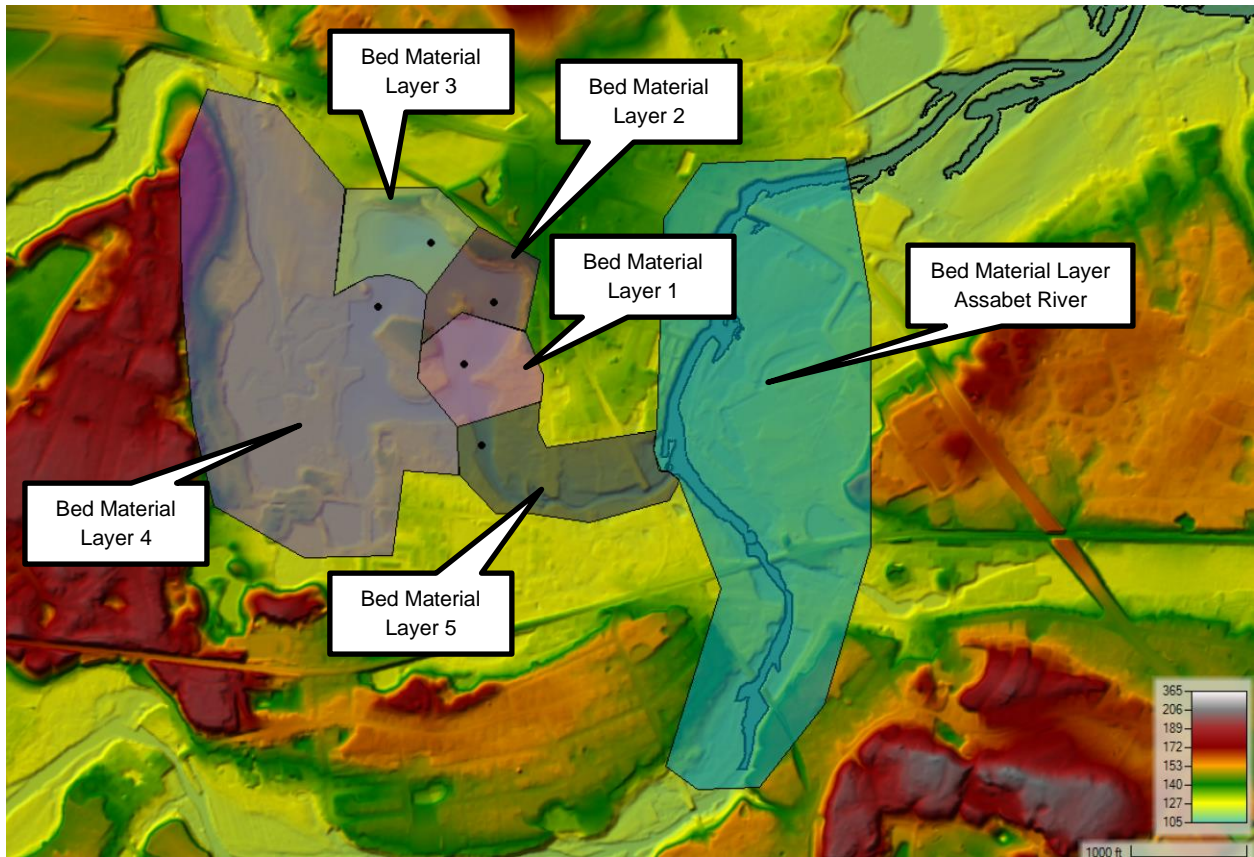 Bed Material
Layer 3
Bed Material
Layer 2
Bed Material
Layer 1
Bed Material Layer
Assabet River
Bed Material
Layer 4
Bed Material
Layer 5
365
206
189
172
153
140
127
105
1000 ft